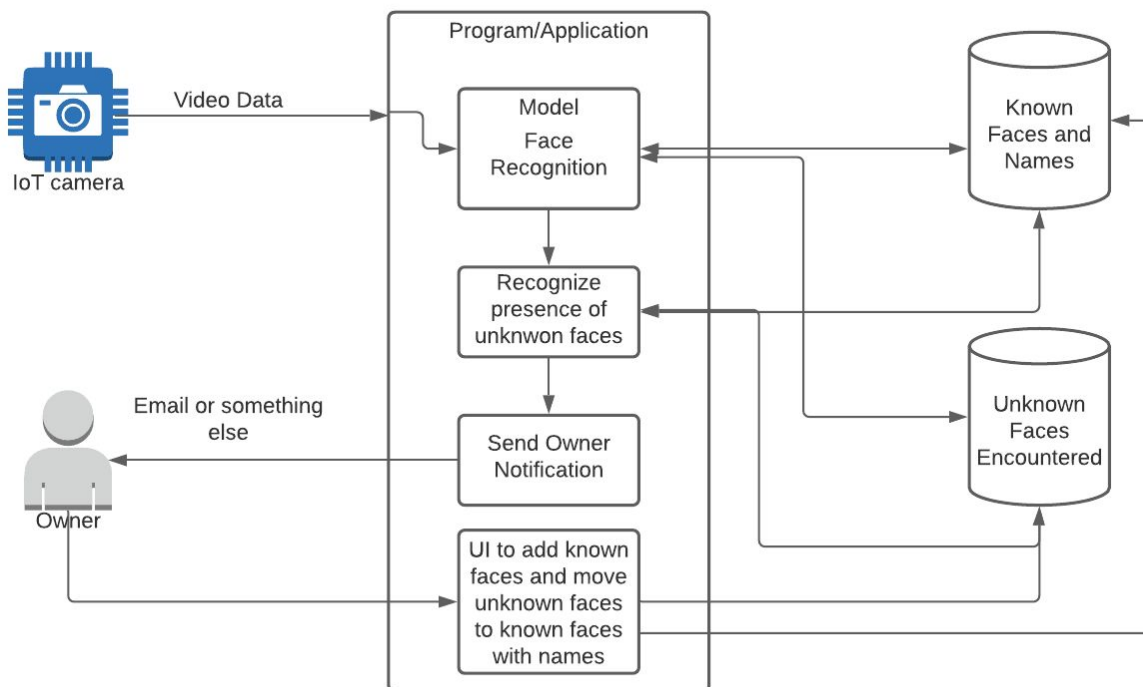 Program/Application
Video Data
IoT camera
Model
Face
Recognition
Known
Faces and
Names
Recognize
presence of
unknwon faces
Email or something
else
Owner
Send Owner
Notification
Unknown
Faces
Encountered
UI to add known
faces and move
unknown faces
to known faces
with names